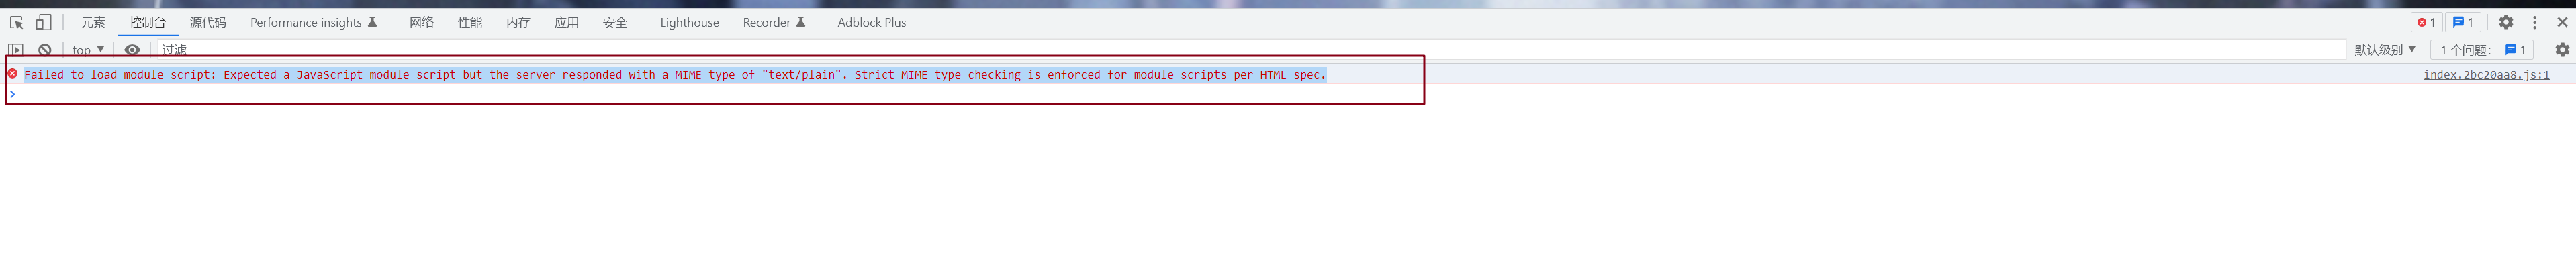 元素 控制台 源代码 Performance insights 网络 性能 内存 应用 安全 Lighthouse Recorder Adblock Plus 1 1
top 过滤 默认级别 1 个问题： 1
Failed to load module script: Expected a JavaScript module script but the server responded with a MIME type of "text/plain". Strict MIME type checking is enforced for module scripts per HTML spec. index.2bc20aa8.js:1